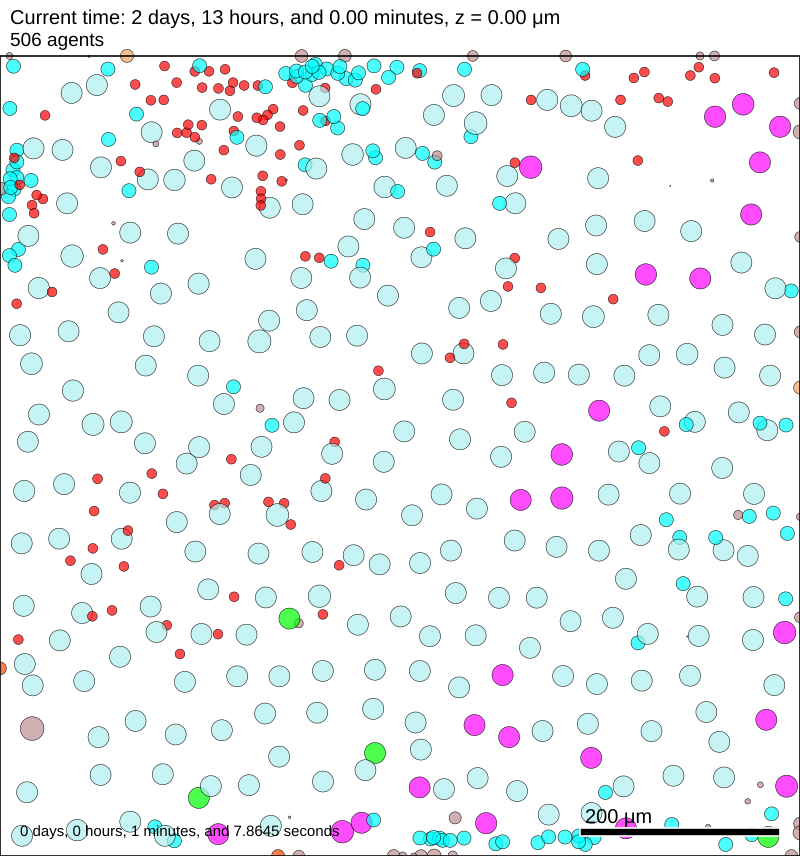 Current time: 2 days, 13 hours, and 0.00 minutes, z = 0.00 μm
506 agents
200 μm
0 days, 0 hours, 1 minutes, and 7.8645 seconds